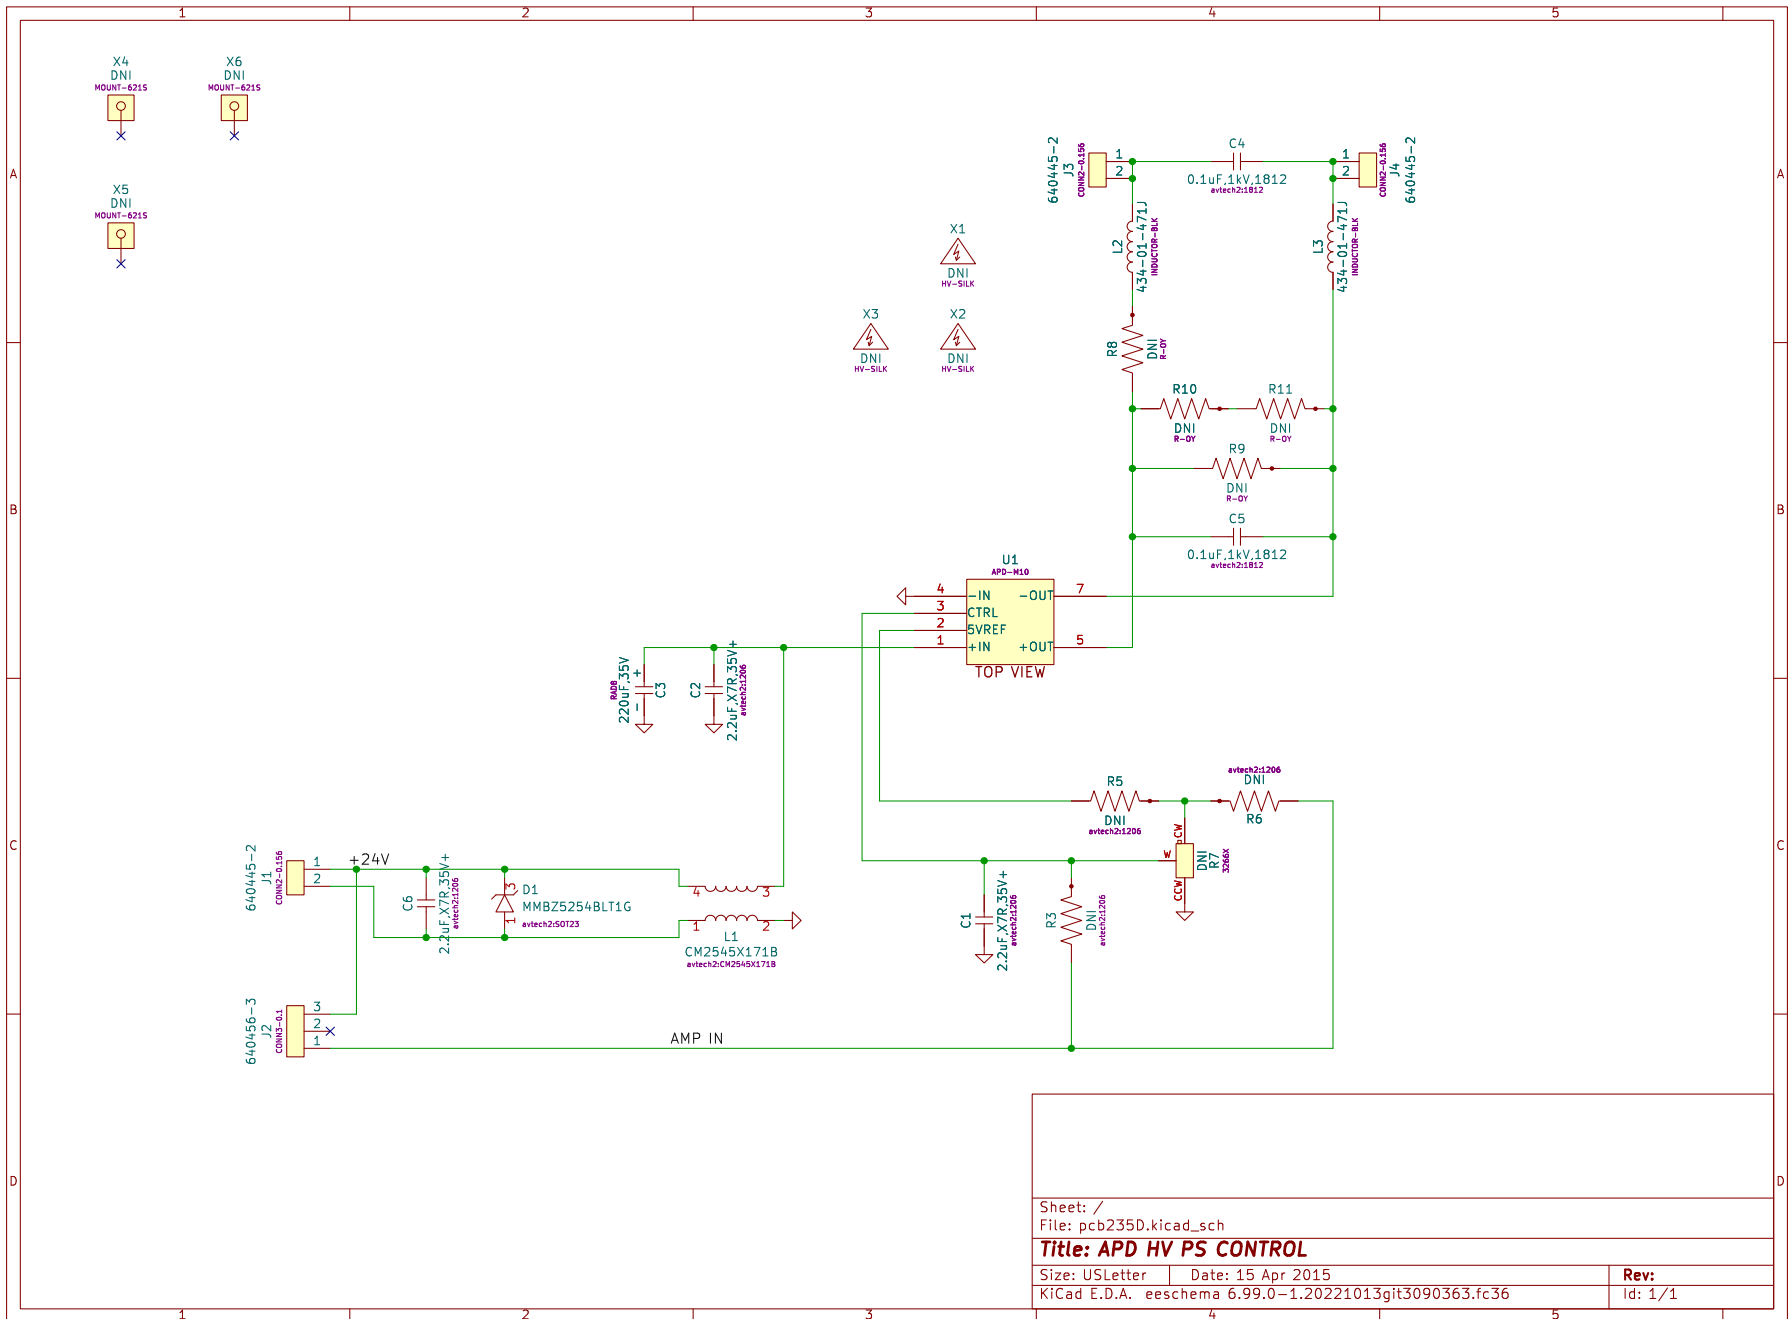 1 2 3 4 5
X4
DNI
MOUNT-621S
X6
DNI
MOUNT-621S
X5
DNI
MOUNT-621S
A
A
640445-2
J3
CONN2-0.156
1
2
C4
0.1uF,1kV,1812
avtech2:1812
1
2
CONN2-0.156
J4
640445-2
X1
DNI
HV-SILK
X3
DNI
HV-SILK
X2
DNI
HV-SILK
L2
434-01-471J
INDUCTOR-BLK
L3
434-01-471J
INDUCTOR-BLK
R8
DNI
R-OY
R10
DNI
R-OY
R11
DNI
R-OY
R9
DNI
R-OY
B
B
C5
0.1uF,1kV,1812
avtech2:1812
U1
APD-M10
4 -IN -OUT 7
3 CTRL
2 5VREF
1 +IN +OUT 5
TOP VIEW
RAD8
220uF,35V
+
-
C3
C2
2.2uF,X7R,35V+
avtech2:1206
R5
DNI
avtech2:1206
avtech2:1206
DNI
R6
CW
W
CCW
DNI
R7
3266X
C
C
640445-2
J1
CONN2-0.156
1
2
+24V
C6
2.2uF,X7R,35V+
avtech2:1206
3
1
D1
MMBZ5254BLT1G
avtech2:SOT23
4 3
1 2
L1
CM2545X171B
avtech2:CM2545X171B
C1
2.2uF,X7R,35V+
avtech2:1206
R3
DNI
avtech2:1206
640456-3
J2
CONN3-0.1
3
2
1
AMP IN
D
D
Sheet: /
File: pcb235D.kicad_sch
Title: APD HV PS CONTROL
Size: USLetter Date: 15 Apr 2015 Rev:
KiCad E.D.A. eeschema 6.99.0-1.20221013git3090363.fc36 Id: 1/1
1 2 3 4 5